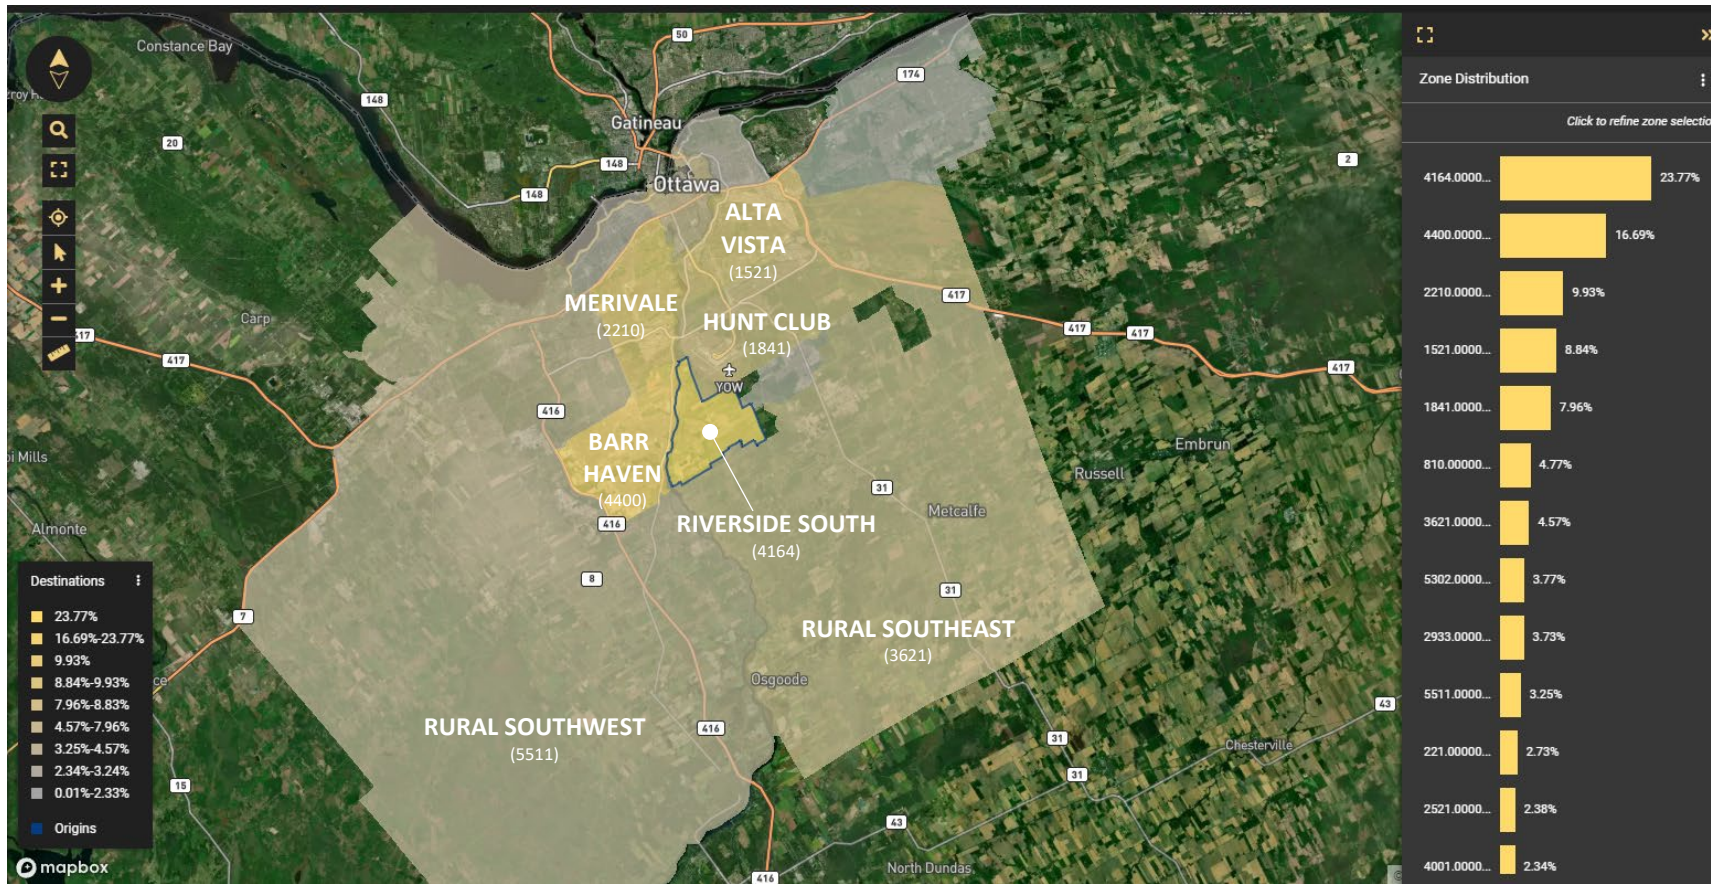 Constance Bay
50
174
148
Gatineau
20
148
148
2
Ottawa
ALTA
VISTA
(1521)
MERIVALE
(2210)
HUNT CLUB
(1841)
417
Carp
417
417
417
417
417
YOW
416
BARR
HAVEN
(4400)
Embrun
Russell
31
Metcalfe
Almonte
416
RIVERSIDE SOUTH
(4164)
8
31
7
RURAL SOUTHEAST
(3621)
Osgoode
RURAL SOUTHWEST
(5511)
416
43
31
Chesterville
31
15
43
North Dundas
416
Destinations
23.77%
16.69%-23.77%
9.93%
8.84%-9.93%
7.96%-8.83%
4.57%-7.96%
3.25%-4.57%
2.34%-3.24%
0.01%-2.33%
Origins
mapbox
Zone Distribution
Click to refine zone selectio
4164.0000... 23.77%
4400.0000... 16.69%
2210.0000... 9.93%
1521.0000... 8.84%
1841.0000... 7.96%
810.00000... 4.77%
3621.0000... 4.57%
5302.0000... 3.77%
2933.0000... 3.73%
5511.0000... 3.25%
221.00000... 2.73%
2521.0000... 2.38%
4001.0000... 2.34%